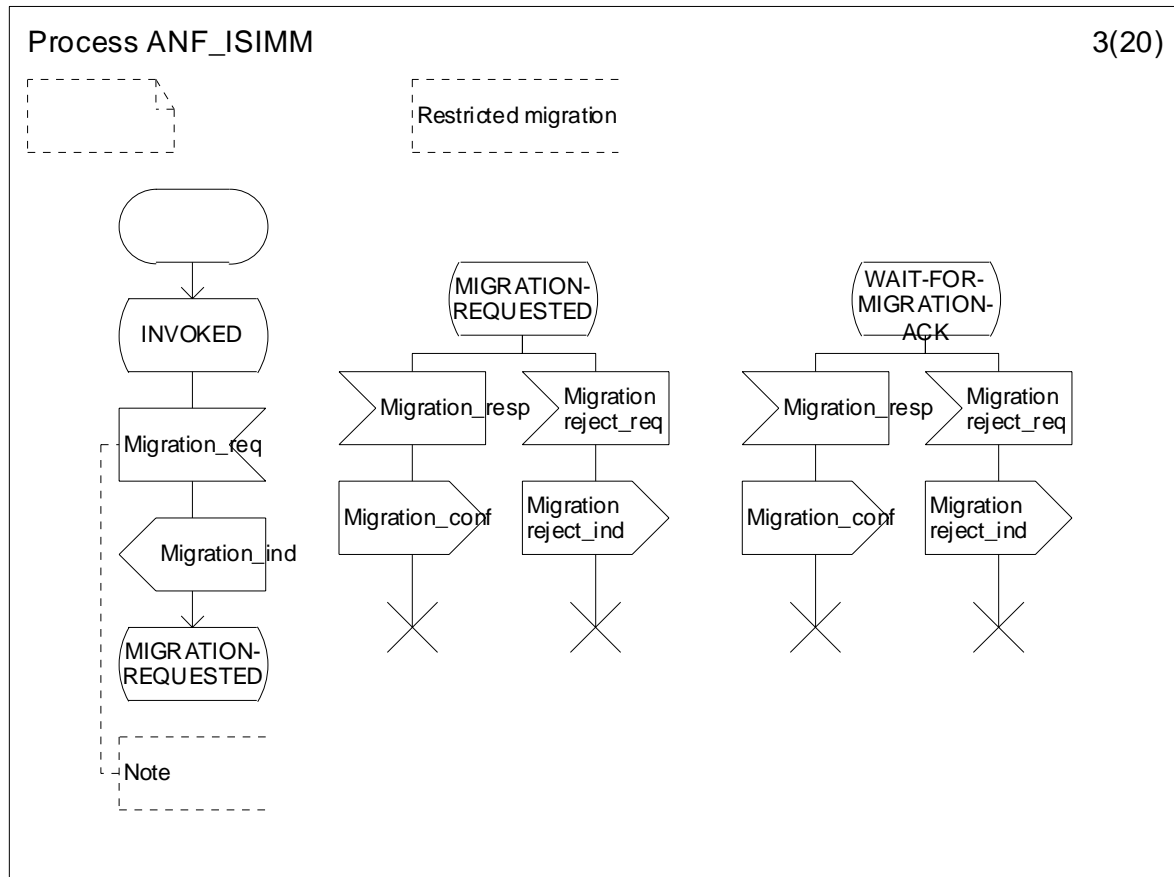 Process ANF_ISIMM
3(20)
Restricted migration
INVOKED
Migration_req
Migration_ind
MIGRATION-
REQUESTED
Note
MIGRATION-
REQUESTED
Migration_resp
Migration
reject_req
Migration_conf
Migration
reject_ind
WAIT-FOR-
MIGRATION-
ACK
Migration_resp
Migration
reject_req
Migration_conf
Migration
reject_ind